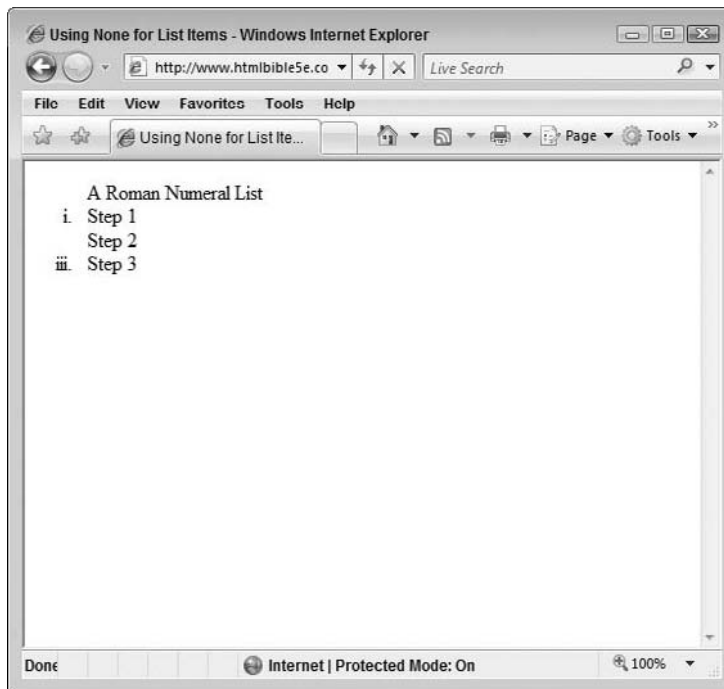 Using None for List Items - Windows Internet Explorer
http://www.htmlbible5e.co
Live Search
File Edit View Favorites Tools Help
Using None for List Ite...
Page Tools »
A Roman Numeral List
i. Step 1
Step 2
iii. Step 3
Done
Internet | Protected Mode: On
100%